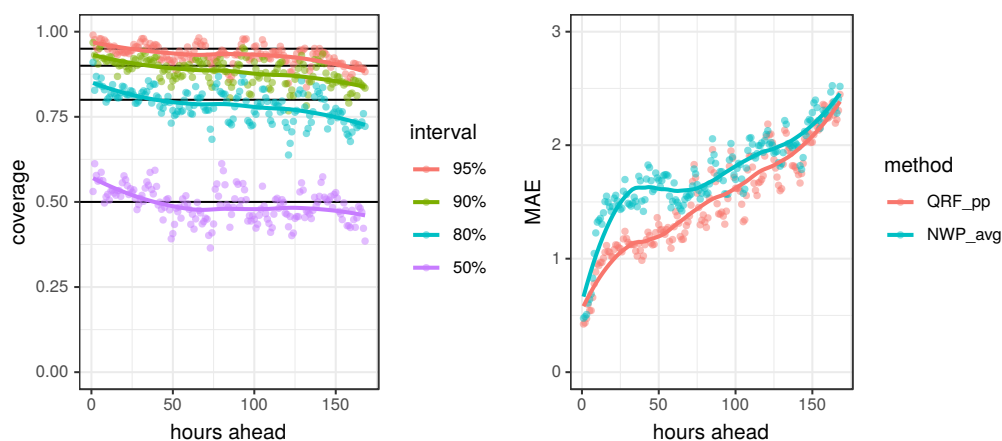 coverage
1.00
0.75
0.50
0.25
0.00
0
50
100
150
hours ahead
interval
95%
90%
80%
50%
MAE
3
2
1
0
0
50
100
150
hours ahead
method
QRF_pp
NWP_avg